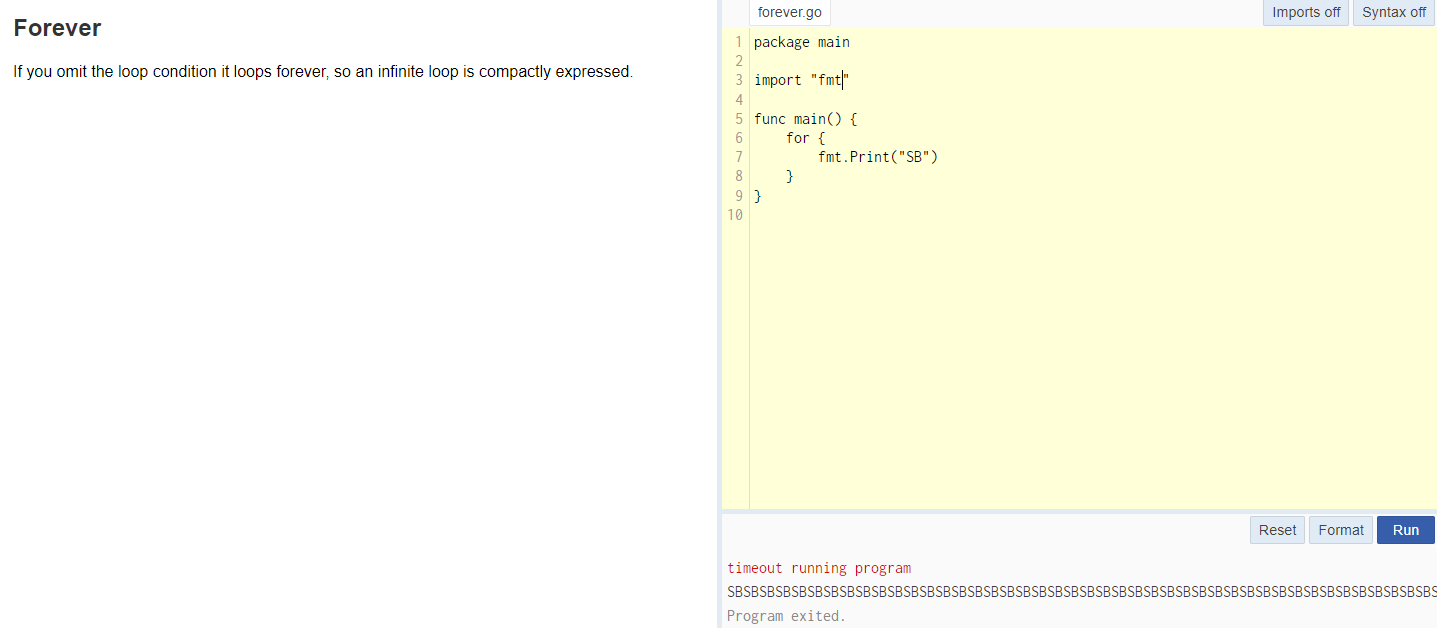 Forever
If you omit the loop condition it loops forever, so an infinite loop is compactly expressed.
forever.go
Imports off
Syntax off
1 package main
2
3 import "fmt"
4
5 func main() {
6     for {
7         fmt.Print("SB")
8     }
9 }
10
Reset
Format
Run
timeout running program
SBSBSBSBSBSBSBSBSBSBSBSBSBSBSBSBSBSBSBSBSBSBSBSBSBSBSBSBSBSBSBSBSBSBSBSBSBSBSBSBSBSBSBSBS
Program exited.